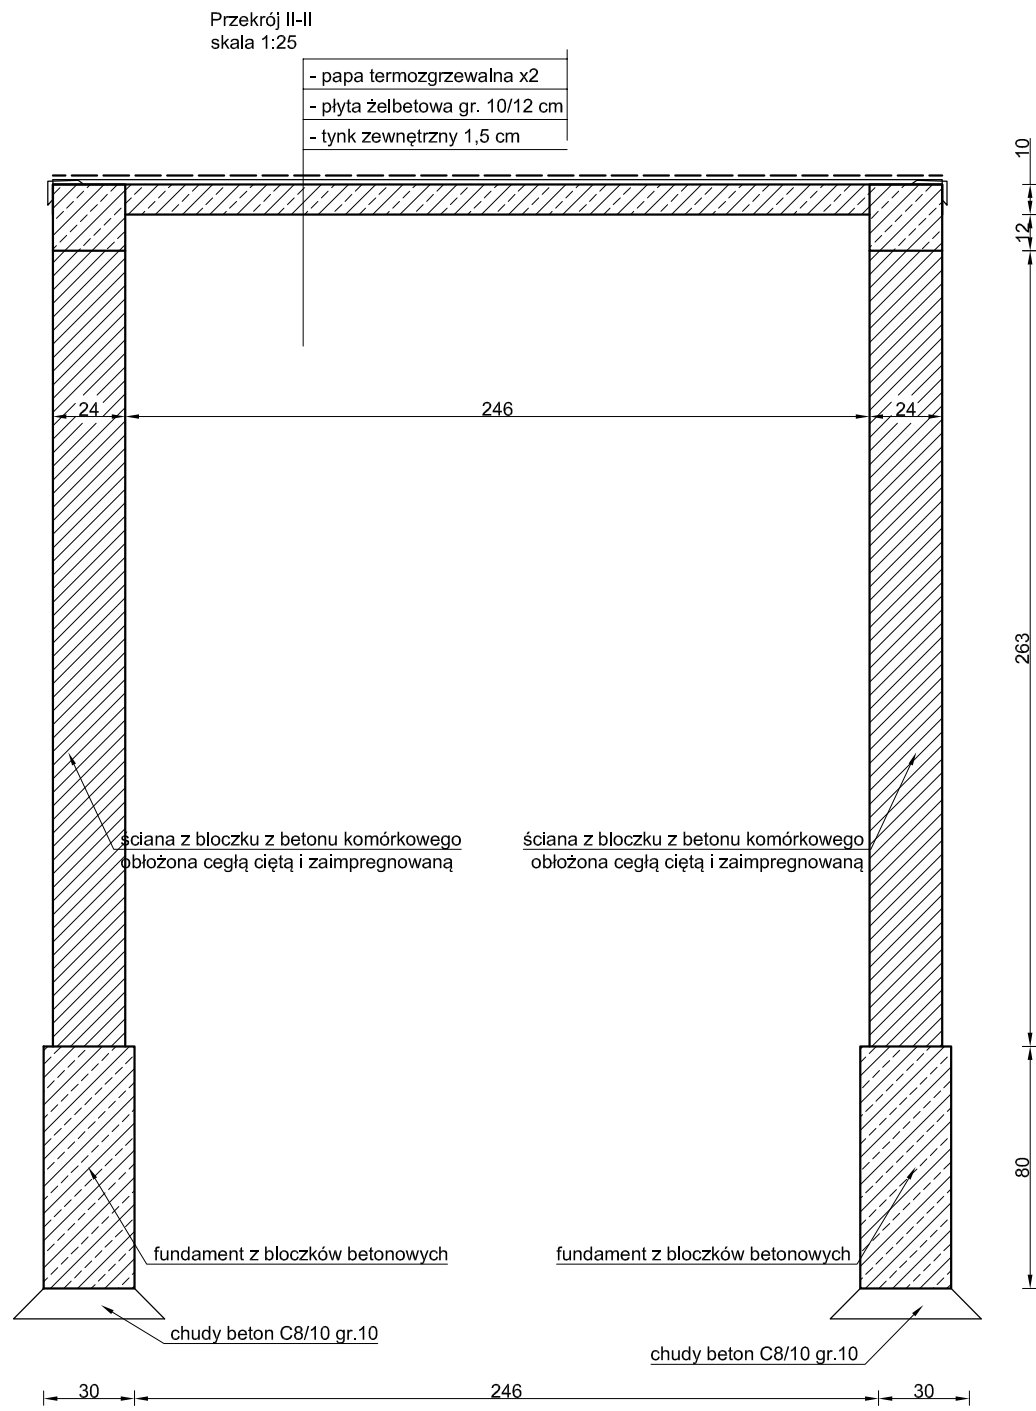 Przekrój II-II
skala 1:25
- papa termozgrzewalna x2
- płyta żelbetowa gr. 10/12 cm
- tynk zewnętrzny 1,5 cm
10
12
24
246
24
263
ściana z bloczku z betonu komórkowego
obłożona cegłą ciętą i zaimpregnowaną
ściana z bloczku z betonu komórkowego
obłożona cegłą ciętą i zaimpregnowaną
80
fundament z bloczków betonowych
fundament z bloczków betonowych
chudy beton C8/10 gr.10
chudy beton C8/10 gr.10
30
246
30